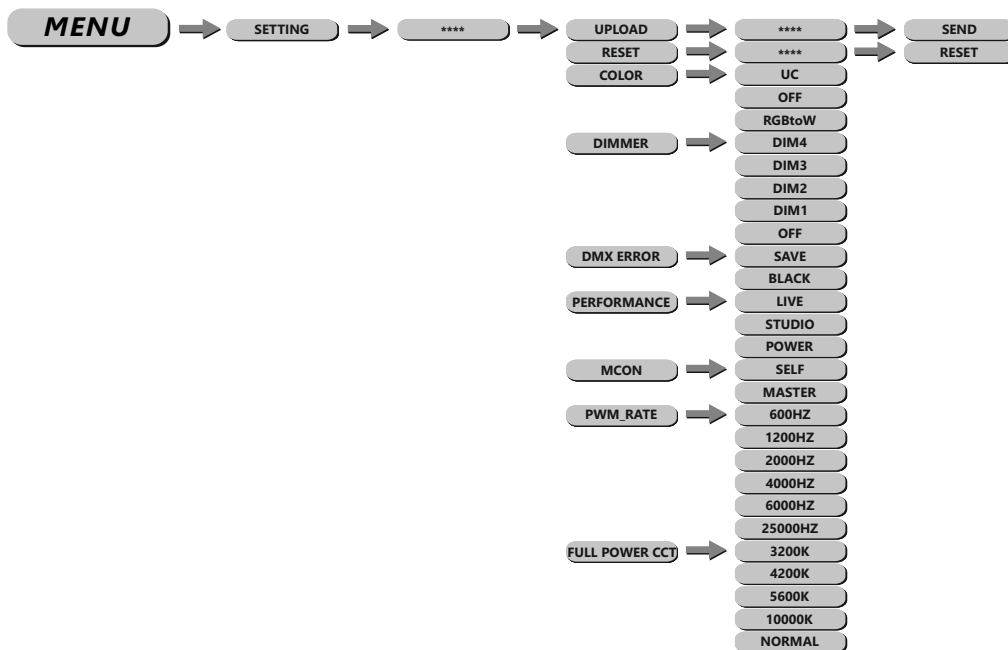 MENU SETTING **** UPLOAD **** SEND
RESET **** RESET
COLOR UC
OFF
RGBtoW
DIMMER DIM4
DIM3
DIM2
DIM1
OFF
DMX ERROR SAVE
BLACK
PERFORMANCE LIVE
STUDIO
POWER
MCON SELF
MASTER
PWM_RATE 600HZ
1200HZ
2000HZ
4000HZ
6000HZ
25000HZ
FULL POWER CCT 3200K
4200K
5600K
10000K
NORMAL